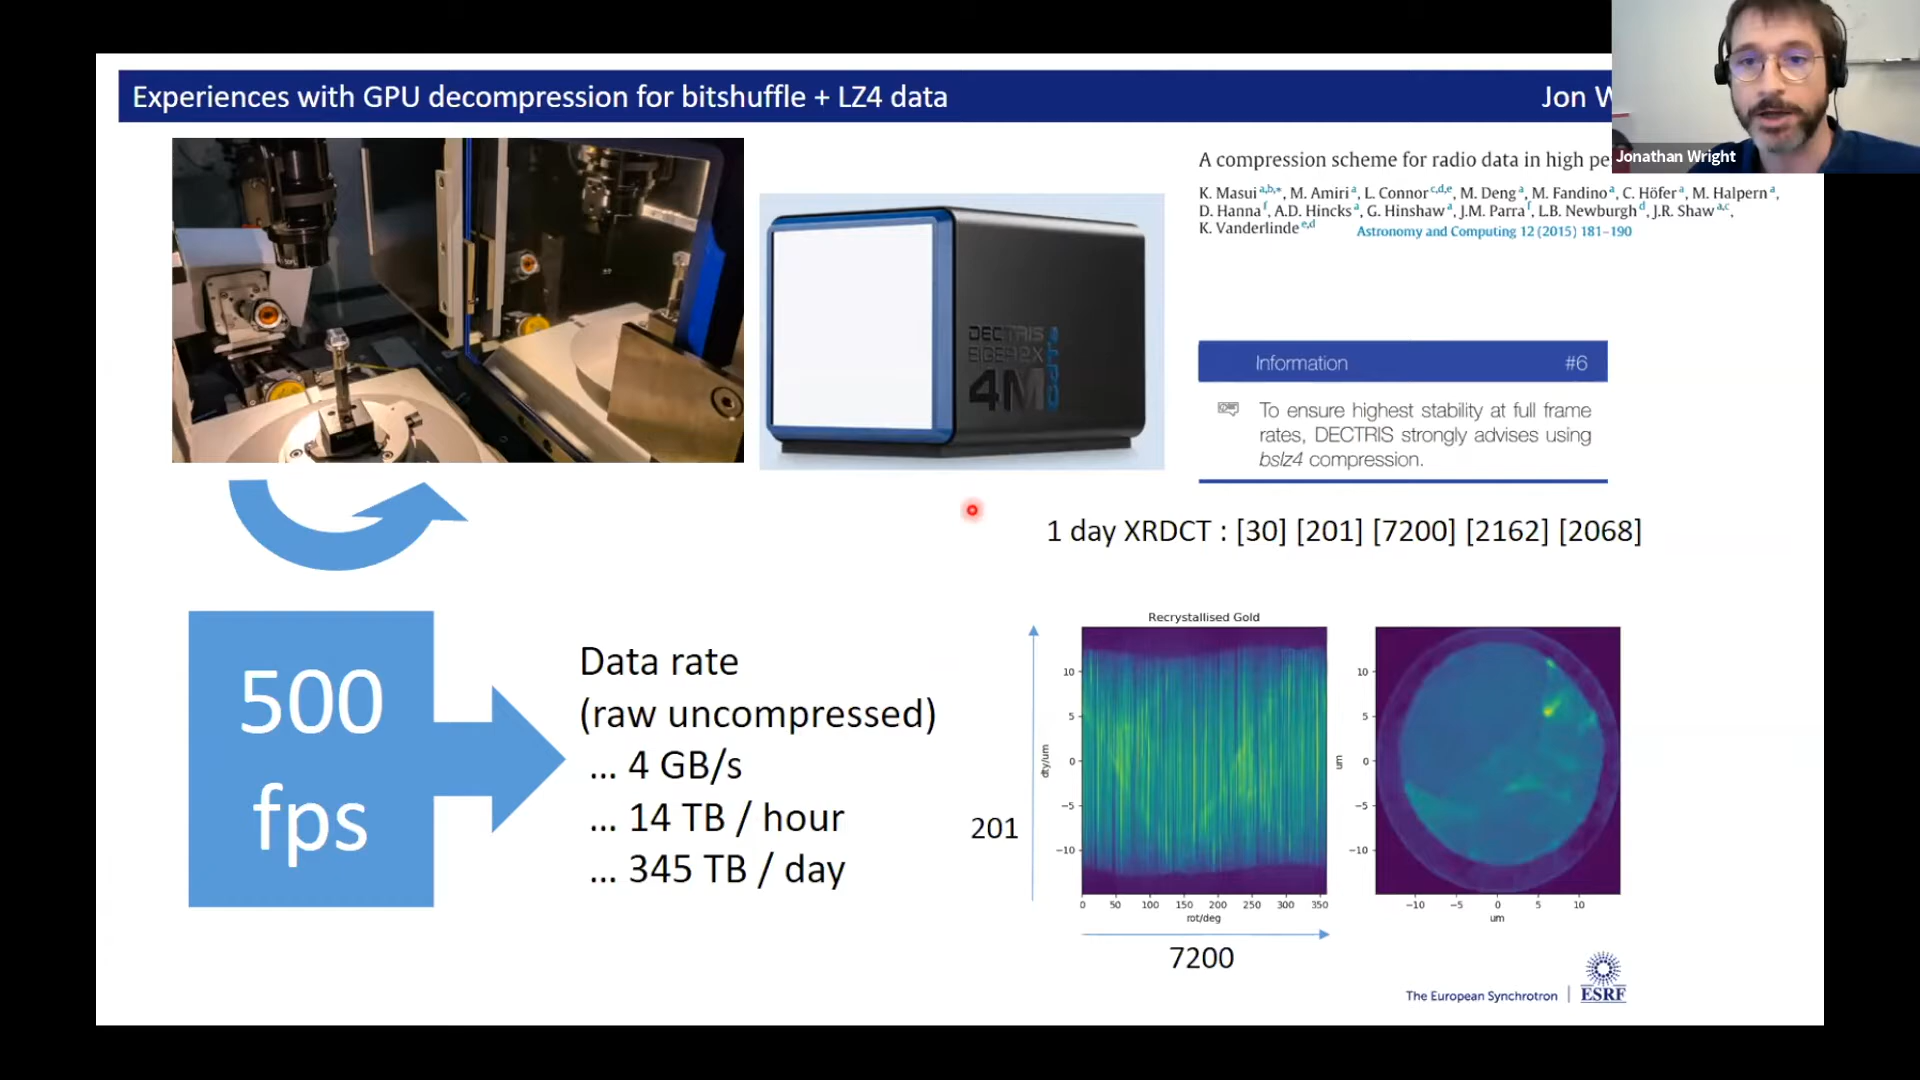 Experiences with GPU decompression for bitshuffle + LZ4 data
Jon W
Jonathan Wright
A compression scheme for radio data in high pe
K. Masui a,b,*, M. Amiri a, L. Connor c,d,e, M. Deng a, M. Fandino a, C. Höfer a, M. Halpern a,
D. Hanna f, A.D. Hincks a, G. Hinshaw a, J.M. Parra f, L.B. Newburgh d, J.R. Shaw a,c,
K. Vanderlinde e,d
Astronomy and Computing 12 (2015) 181–190
DECTRIS
EIGER2 X
4M
CdTe
Information #6
To ensure highest stability at full frame
rates, DECTRIS strongly advises using
bslz4 compression.
1 day XRDCT : [30] [201] [7200] [2162] [2068]
500
fps
Data rate
(raw uncompressed)
... 4 GB/s
... 14 TB / hour
... 345 TB / day
201
Recrystallised Gold
dty/um
10
5
0
−5
−10
0 50 100 150 200 250 300 350
rot/deg
7200
um
10
5
0
−5
−10
−10 −5 0 5 10
um
The European Synchrotron
ESRF